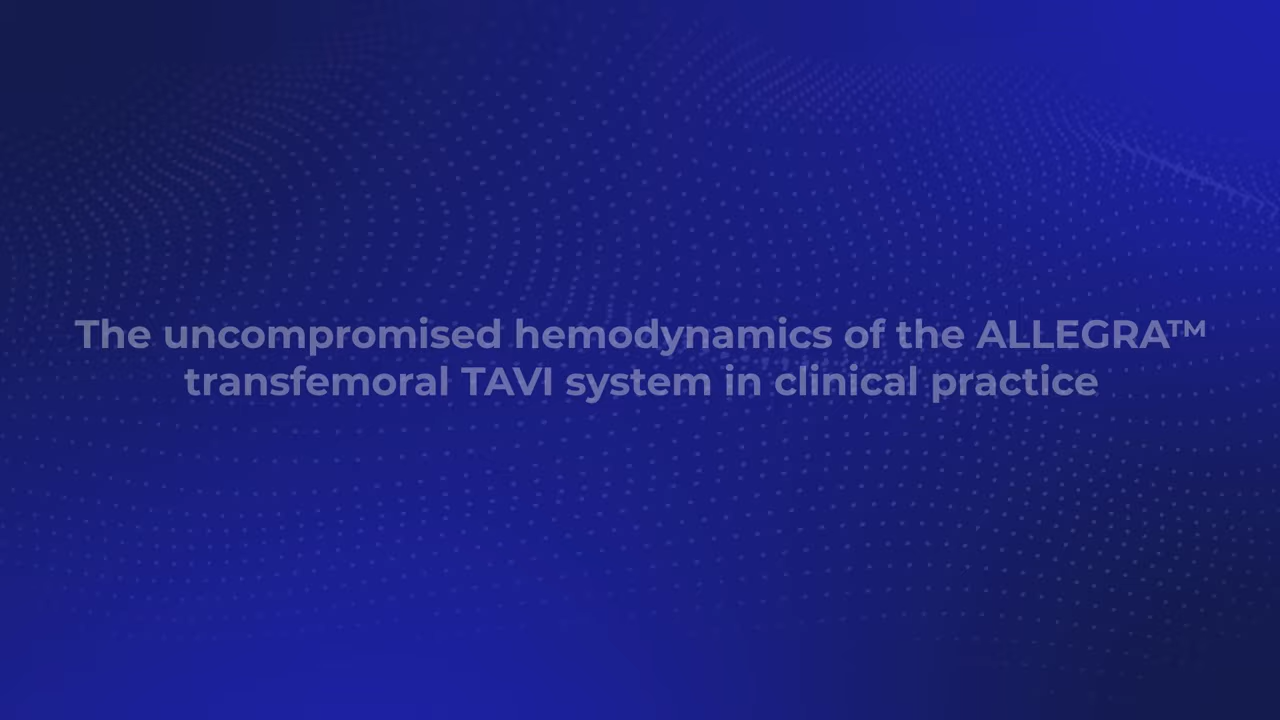 The uncompromised hemodynamics of the ALLEGRA™
transfemoral TAVI system in clinical practice